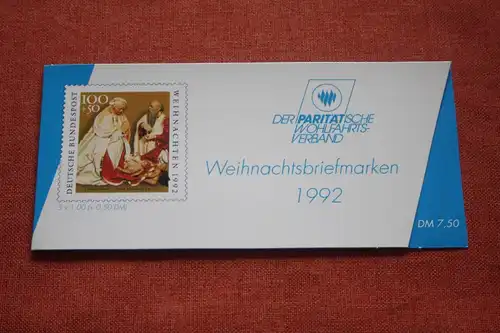 100
50
DEUTSCHE BUNDESPOST
WEIHNACHTEN 1992
5 x 1,00 (+ 0,50 DM)
DER PARITÄTISCHE
WOHLFAHRTS-
VERBAND
Weihnachtsbriefmarken
1992
DM 7,50